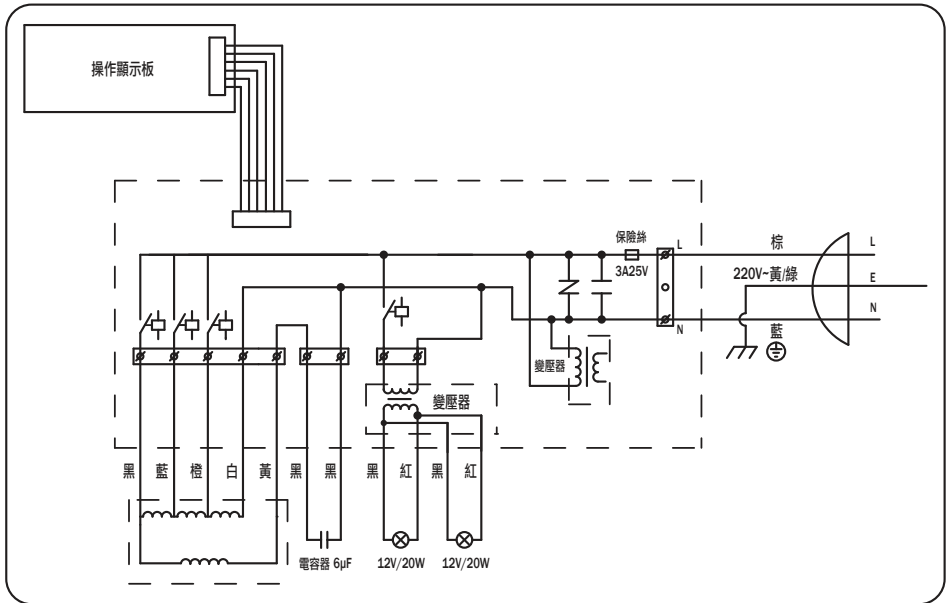 操作顯示板
保險絲
3A25V
L
N
棕
L
220V~黃/綠
E
N
藍
變壓器
變壓器
黑 藍 橙 白 黃 黑 黑 黑 紅 黑 紅
電容器 6μF
12V/20W
12V/20W